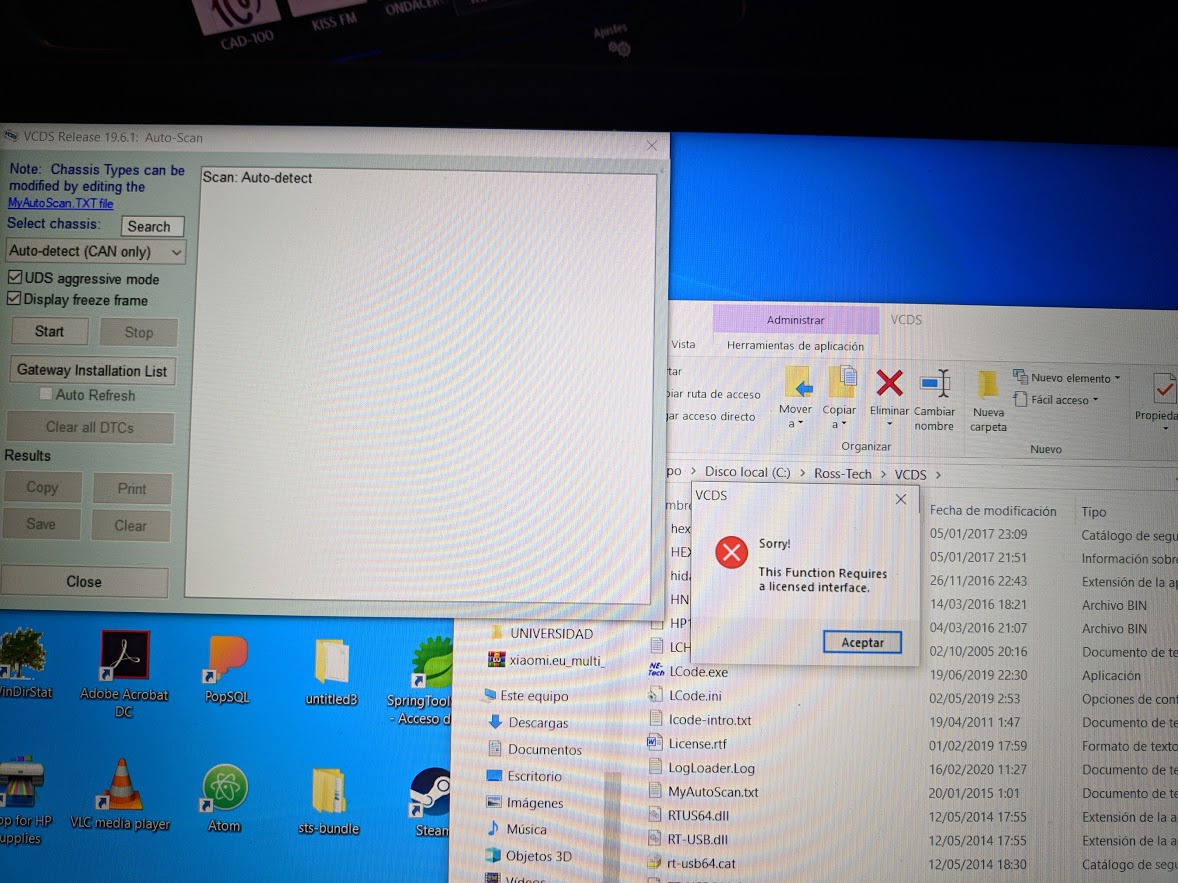 CAD-100
KISS FM
Ajustes
VCDS Release 19.6.1: Auto-Scan
Note: Chassis Types can be
modified by editing the
MyAutoScan.TXT file
Select chassis:
Search
Auto-detect (CAN only)
UDS aggressive mode
Display freeze frame
Start
Stop
Gateway Installation List
Auto Refresh
Clear all DTCs
Results
Copy
Print
Save
Clear
Close
Scan: Auto-detect
Administrar
VCDS
Vista
Herramientas de aplicación
tar
iar ruta de acceso
ar acceso directo
Mover
a
Copiar
a
Eliminar
Cambiar
nombre
Organizar
Nueva
carpeta
Nuevo elemento
Fácil acceso
Nuevo
Propieda
po > Disco local (C:) > Ross-Tech > VCDS >
mbre
Fecha de modificación
Tipo
hex
05/01/2017 23:09
Catálogo de segu
HEX
05/01/2017 21:51
Información sobre
hid
26/11/2016 22:43
Extensión de la ap
HN
14/03/2016 18:21
Archivo BIN
HP
04/03/2016 21:07
Archivo BIN
LCH
02/10/2005 20:16
Documento de te
LCode.exe
19/06/2019 22:30
Aplicación
LCode.ini
02/05/2019 2:53
Opciones de conf
lcode-intro.txt
19/04/2011 1:47
Documento de te
License.rtf
01/02/2019 17:59
Formato de texto
LogLoader.Log
16/02/2020 11:27
Documento de te
MyAutoScan.txt
20/01/2015 1:01
Documento de te
RTUS64.dll
12/05/2014 17:55
Extensión de la a
RT-USB.dll
12/05/2014 17:55
Extensión de la a
rt-usb64.cat
12/05/2014 18:30
Catálogo de segu
VCDS
Sorry!
This Function Requires
a licensed interface.
Aceptar
UNIVERSIDAD
xiaomi.eu_multi_
Este equipo
Descargas
Documentos
Escritorio
Imágenes
Música
Objetos 3D
Vídeos
inDirStat
Adobe Acrobat
DC
PopSQL
untitled3
SpringTool
- Acceso d
op for HP
upplies
VLC media player
Atom
sts-bundle
Steam